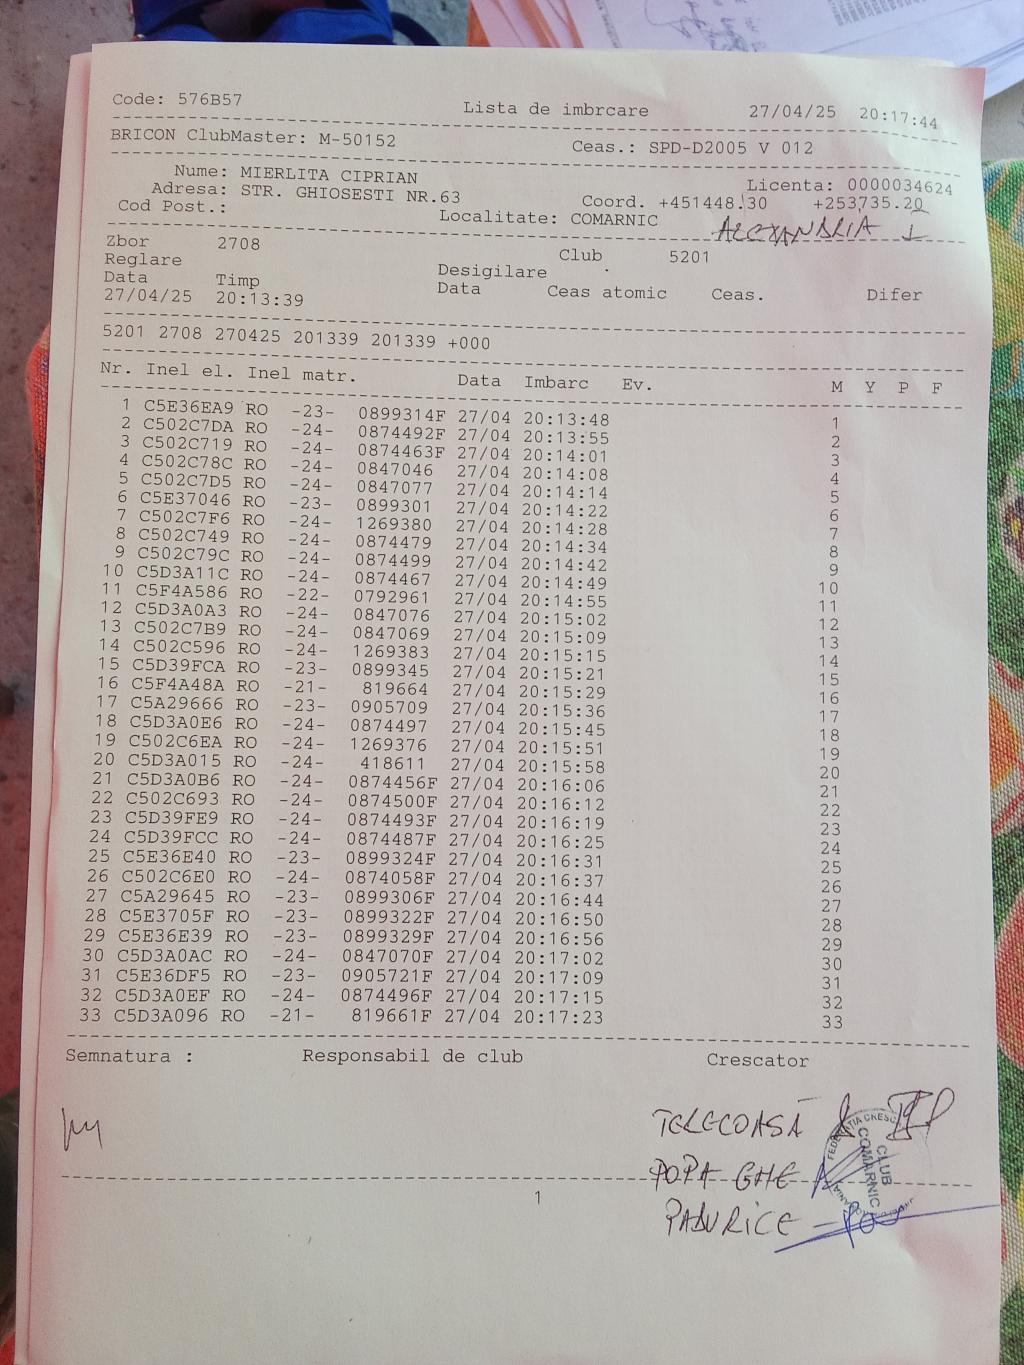 Code: 576B57 Lista de imbrcare 27/04/25 20:17:44
BRICON ClubMaster: M-50152 Ceas.: SPD-D2005 V 012
Nume: MIERLITA CIPRIAN Licenta: 0000034624
Adresa: STR. GHIOSESTI NR.63 Coord. +451448.30 +253735.20
Cod Post.: Localitate: COMARNIC
ALEXANDRIA 1
Zbor 2708 Club 5201
Reglare Desigilare
Data Timp Data Ceas atomic Ceas. Difer
27/04/25 20:13:39
5201 2708 270425 201339 201339 +000
Nr. Inel el. Inel matr. Data Imbarc Ev. M Y P F
1 C5E36EA9 RO -23- 0899314F 27/04 20:13:48 1
2 C502C7DA RO -24- 0874492F 27/04 20:13:55 2
3 C502C719 RO -24- 0874463F 27/04 20:14:01 3
4 C502C78C RO -24- 0847046 27/04 20:14:08 4
5 C502C7D5 RO -24- 0847077 27/04 20:14:14 5
6 C5E37046 RO -23- 0899301 27/04 20:14:22 6
7 C502C7F6 RO -24- 1269380 27/04 20:14:28 7
8 C502C749 RO -24- 0874479 27/04 20:14:34 8
9 C502C79C RO -24- 0874499 27/04 20:14:42 9
10 C5D3A11C RO -24- 0874467 27/04 20:14:49 10
11 C5F4A586 RO -22- 0792961 27/04 20:14:55 11
12 C5D3A0A3 RO -24- 0847076 27/04 20:15:02 12
13 C502C7B9 RO -24- 0847069 27/04 20:15:09 13
14 C502C596 RO -24- 1269383 27/04 20:15:15 14
15 C5D39FCA RO -23- 0899345 27/04 20:15:21 15
16 C5F4A48A RO -21- 819664 27/04 20:15:29 16
17 C5A29666 RO -23- 0905709 27/04 20:15:36 17
18 C5D3A0E6 RO -24- 0874497 27/04 20:15:45 18
19 C502C6EA RO -24- 1269376 27/04 20:15:51 19
20 C5D3A015 RO -24- 418611 27/04 20:15:58 20
21 C5D3A0B6 RO -24- 0874456F 27/04 20:16:06 21
22 C502C693 RO -24- 0874500F 27/04 20:16:12 22
23 C5D39FE9 RO -24- 0874493F 27/04 20:16:19 23
24 C5D39FCC RO -24- 0874487F 27/04 20:16:25 24
25 C5E36E40 RO -23- 0899324F 27/04 20:16:31 25
26 C502C6E0 RO -24- 0874058F 27/04 20:16:37 26
27 C5A29645 RO -23- 0899306F 27/04 20:16:44 27
28 C5E3705F RO -23- 0899322F 27/04 20:16:50 28
29 C5E36E39 RO -23- 0899329F 27/04 20:16:56 29
30 C5D3A0AC RO -24- 0847070F 27/04 20:17:02 30
31 C5E36DF5 RO -23- 0905721F 27/04 20:17:09 31
32 C5D3A0EF RO -24- 0874496F 27/04 20:17:15 32
33 C5D3A096 RO -21- 819661F 27/04 20:17:23 33
Semnatura : Responsabil de club Crescator
TELECOASĂ
POPA GHE
PADURICE
CLUB
COMARNIC
1